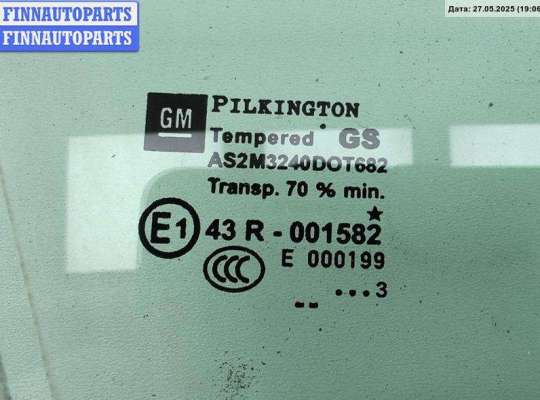 FINNAUTOPARTS
FINNAUTOPARTS
Дата: 27.05.2025 (19:06
GM PILKINGTON
Tempered GS
AS2M3240DOT682
Transp. 70 % min.
E1 43 R - 001582
CCC E 000199
...3